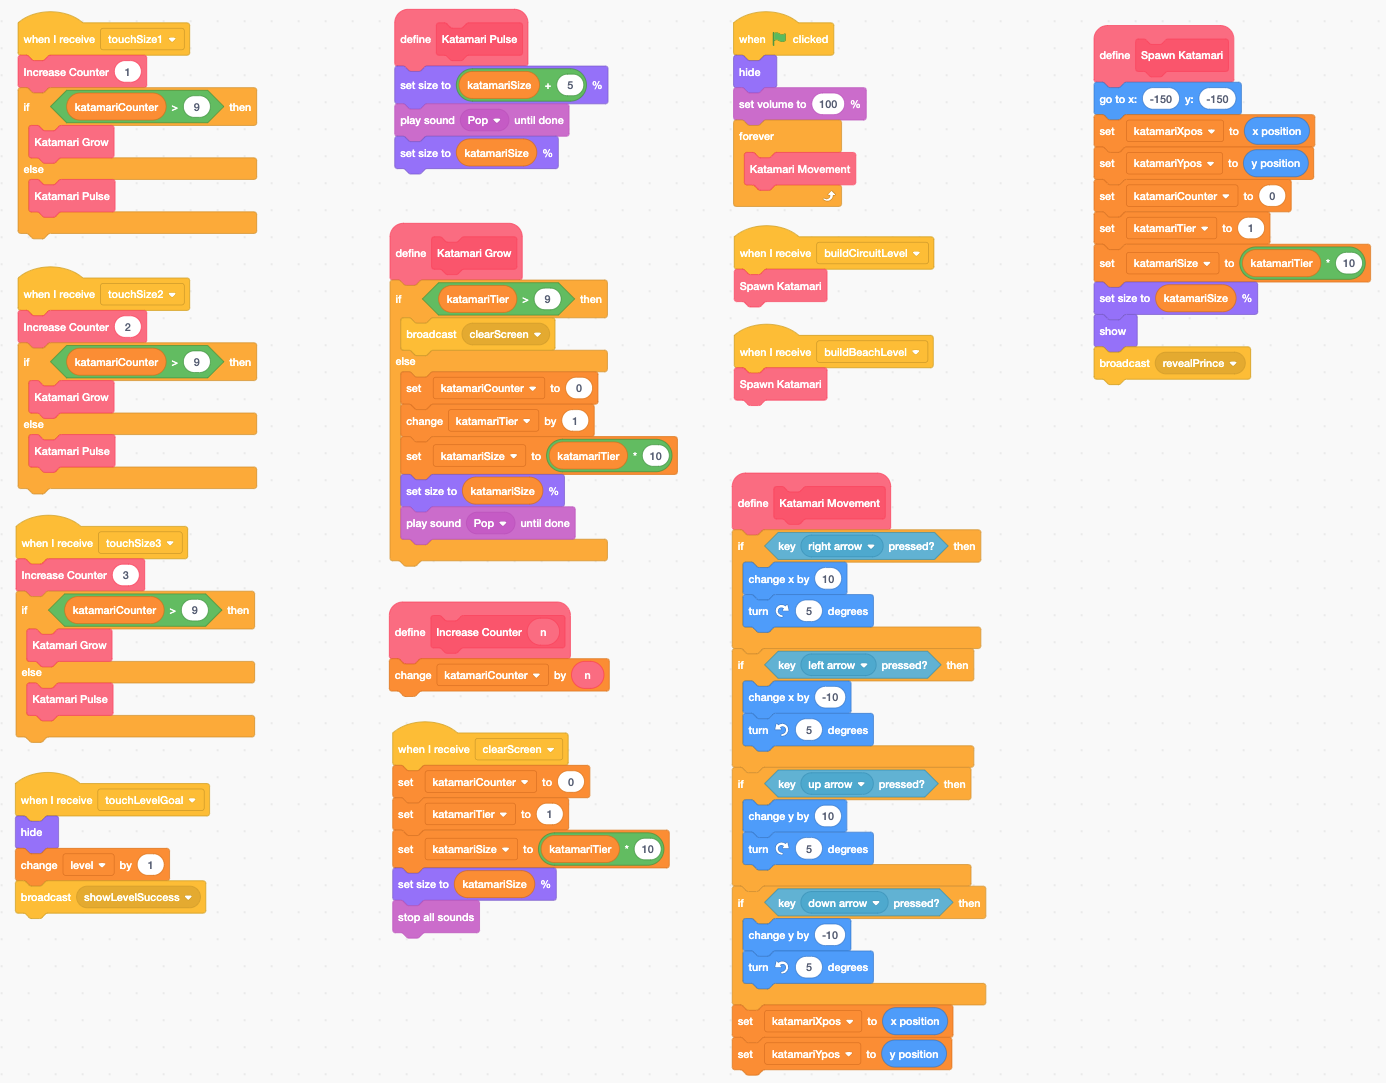 when I receive touchSize1
Increase Counter 1
if katamariCounter > 9 then
Katamari Grow
else
Katamari Pulse
when I receive touchSize2
Increase Counter 2
if katamariCounter > 9 then
Katamari Grow
else
Katamari Pulse
when I receive touchSize3
Increase Counter 3
if katamariCounter > 9 then
Katamari Grow
else
Katamari Pulse
when I receive touchLevelGoal
hide
change level by 1
broadcast showLevelSuccess
define Katamari Pulse
set size to katamariSize + 5 %
play sound Pop until done
set size to katamariSize %
define Katamari Grow
if katamariTier > 9 then
broadcast clearScreen
else
set katamariCounter to 0
change katamariTier by 1
set katamariSize to katamariTier * 10
set size to katamariSize %
play sound Pop until done
define Increase Counter n
change katamariCounter by n
when I receive clearScreen
set katamariCounter to 0
set katamariTier to 1
set katamariSize to katamariTier * 10
set size to katamariSize %
stop all sounds
when clicked
hide
set volume to 100 %
forever
Katamari Movement
when I receive buildCircuitLevel
Spawn Katamari
when I receive buildBeachLevel
Spawn Katamari
define Katamari Movement
if key right arrow pressed? then
change x by 10
turn 5 degrees
if key left arrow pressed? then
change x by -10
turn 5 degrees
if key up arrow pressed? then
change y by 10
turn 5 degrees
if key down arrow pressed? then
change y by -10
turn 5 degrees
set katamariXpos to x position
set katamariYpos to y position
define Spawn Katamari
go to x: -150 y: -150
set katamariXpos to x position
set katamariYpos to y position
set katamariCounter to 0
set katamariTier to 1
set katamariSize to katamariTier * 10
set size to katamariSize %
show
broadcast revealPrince